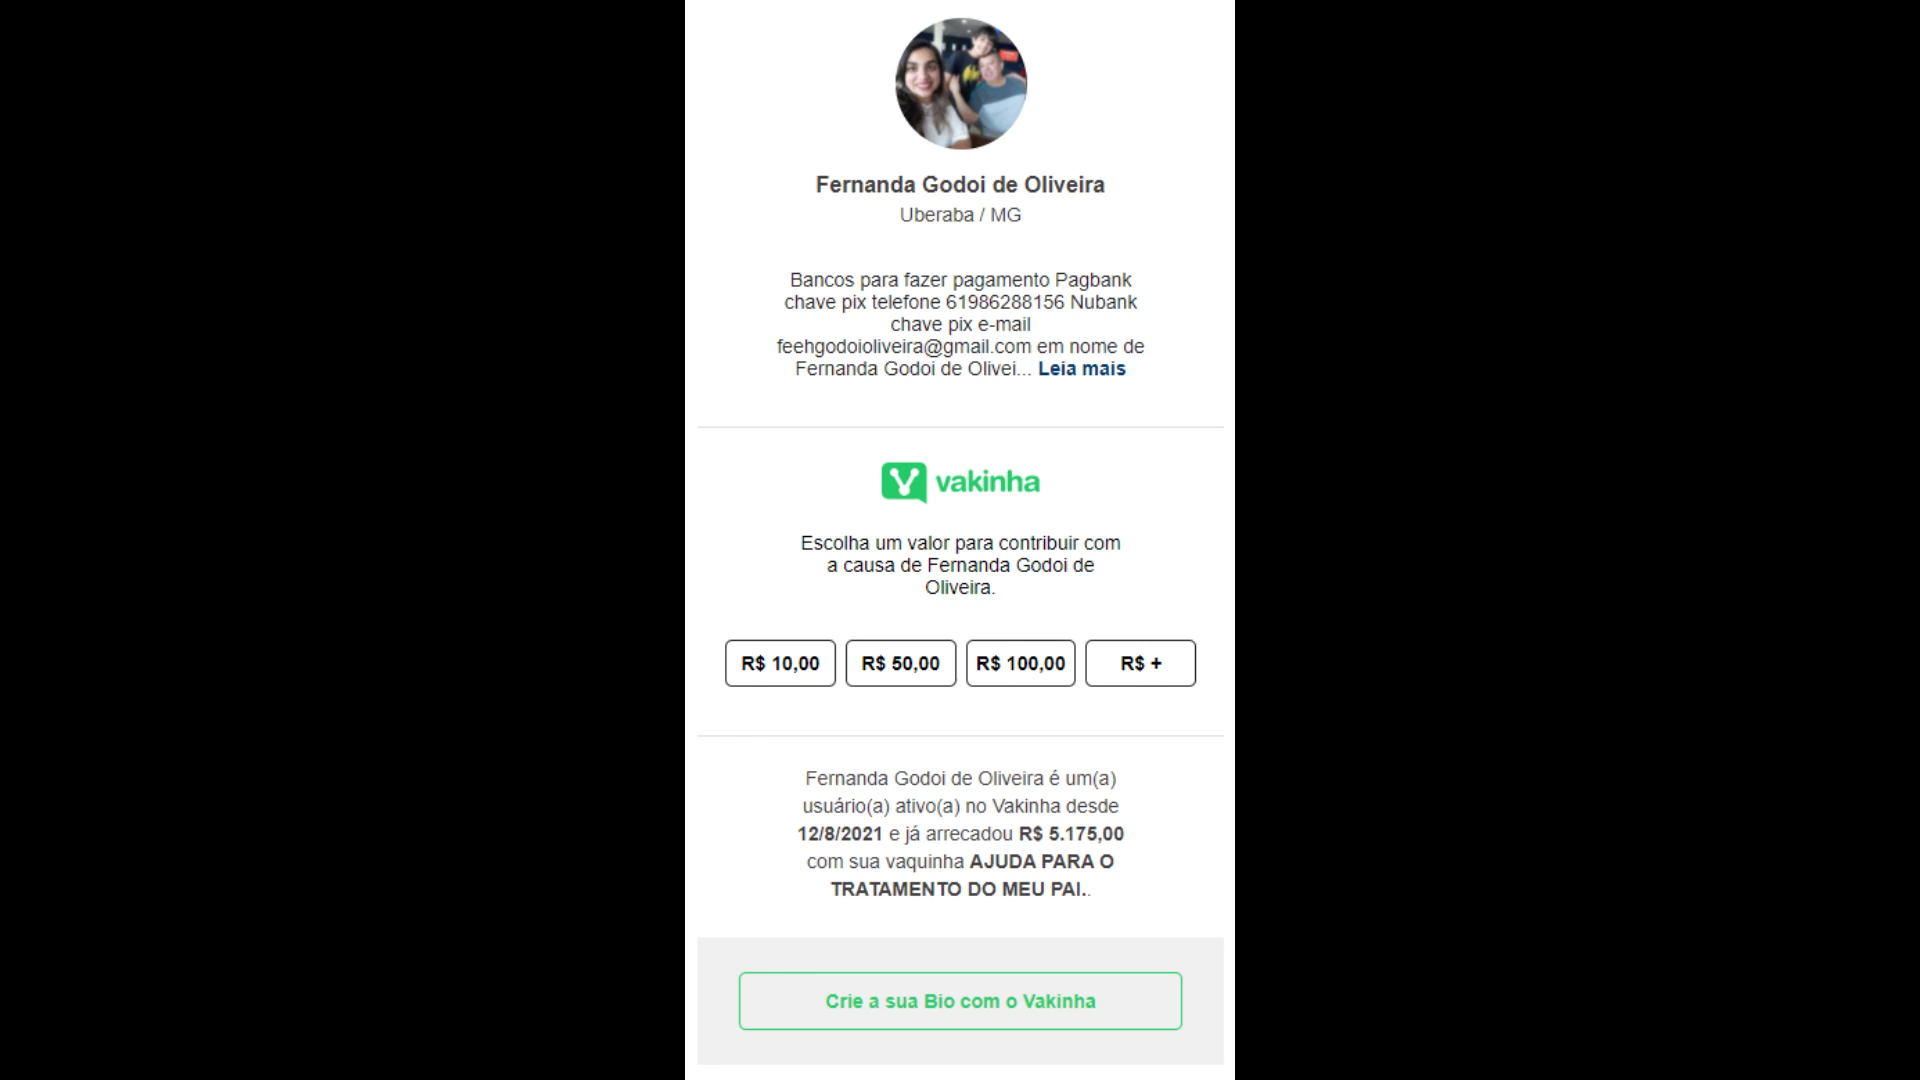 Fernanda Godoi de Oliveira
Uberaba / MG
Bancos para fazer pagamento Pagbank
chave pix telefone 61986288156 Nubank
chave pix e-mail
feehgodoioliveira@gmail.com em nome de
Fernanda Godoi de Olivei... Leia mais
vakinha
Escolha um valor para contribuir com
a causa de Fernanda Godoi de
Oliveira.
R$ 10,00 R$ 50,00 R$ 100,00 R$ +
Fernanda Godoi de Oliveira é um(a)
usuário(a) ativo(a) no Vakinha desde
12/8/2021 e já arrecadou R$ 5.175,00
com sua vaquinha AJUDA PARA O
TRATAMENTO DO MEU PAI..
Crie a sua Bio com o Vakinha